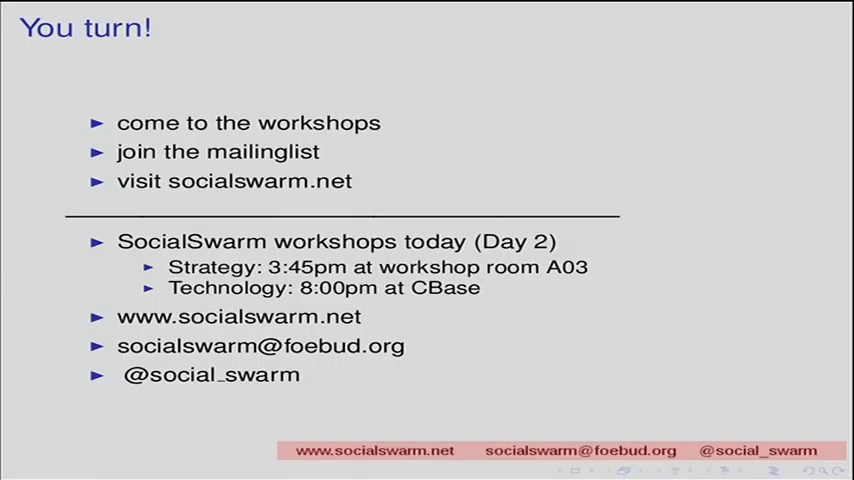 You turn!
come to the workshops
join the mailinglist
visit socialswarm.net
SocialSwarm workshops today (Day 2)
Strategy: 3:45pm at workshop room A03
Technology: 8:00pm at CBase
www.socialswarm.net
socialswarm@foebud.org
@social_swarm
www.socialswarm.net socialswarm@foebud.org @social_swarm